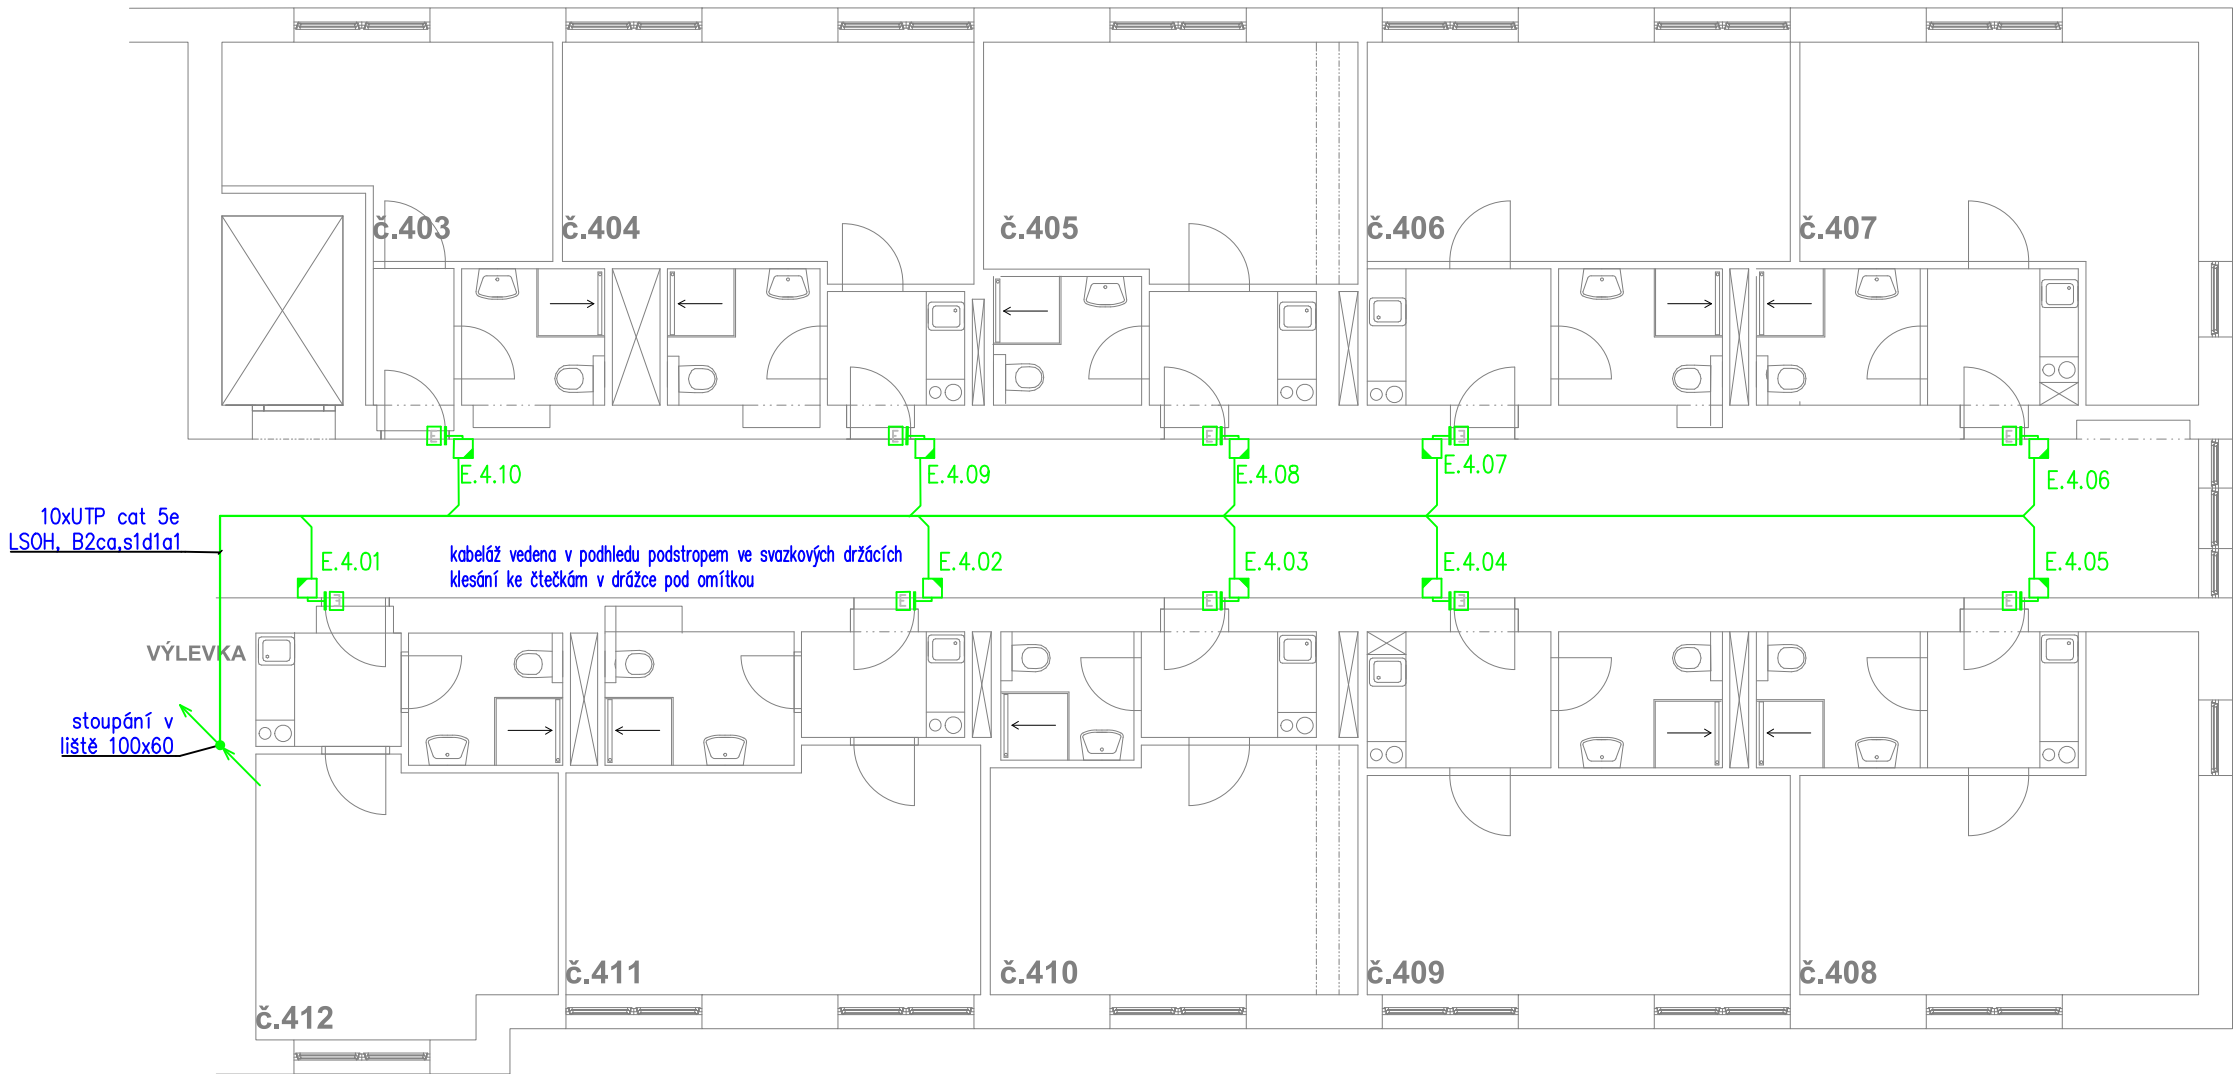 č.403
č.404
č.405
č.406
č.407
E
E
E
E
E
E.4.10
E.4.09
E.4.08
E.4.07
E.4.06
10xUTP cat 5e
LSOH, B2ca,s1d1a1
E.4.01
kabeláž vedena v podhledu podstropem ve svazkových držácích
klesání ke čtečkám v drážce pod omítkou
E.4.02
E.4.03
E.4.04
E.4.05
E
E
E
E
E
VÝLEVKA
stoupání v
liště 100x60
č.412
č.411
č.410
č.409
č.408